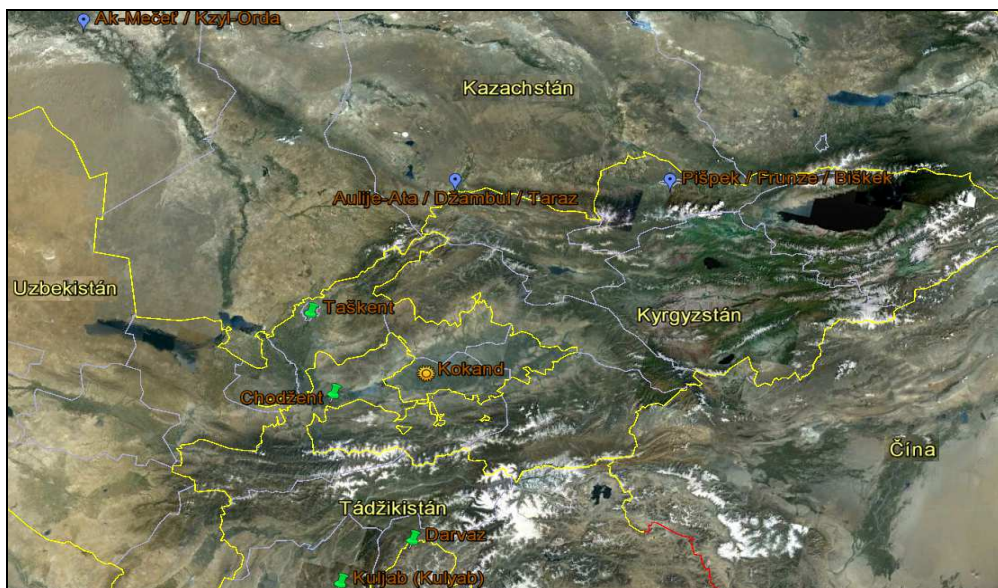 Ak-Mečeť / Kzyl-Orda
Kazachstán
Pišpek / Frunze / Biškek
Aulije-Ata / Džambul / Taraz
Uzbekistán
Taškent
Kyrgyzstán
Kokand
Chodžent
Čína
Tádžikistán
Darvaz
Kuljab (Kulyab)